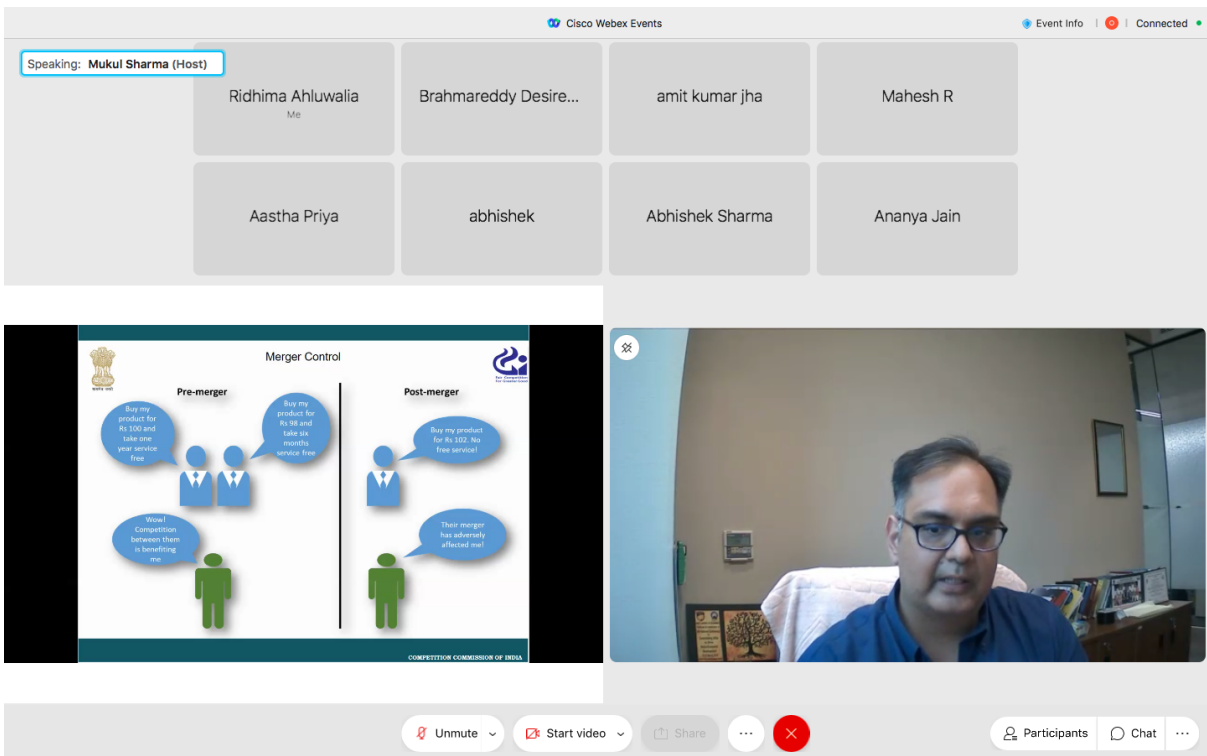 Cisco Webex Events
Event Info
Connected
Speaking: Mukul Sharma (Host)
Ridhima Ahluwalia
Me
Brahmareddy Desire...
amit kumar jha
Mahesh R
Aastha Priya
abhishek
Abhishek Sharma
Ananya Jain
Merger Control
Pre-merger
Post-merger
Buy my
product for
Rs 100 and
take one
year service
free
Buy my
product for
Rs 98 and
take six
months
service free
Buy my product
for Rs 102. No
free service!
Wow!
Competition
between them
is benefiting
me
Their merger
has adversely
affected me!
COMPETITION COMMISSION OF INDIA
Unmute
Start video
Share
Participants
Chat